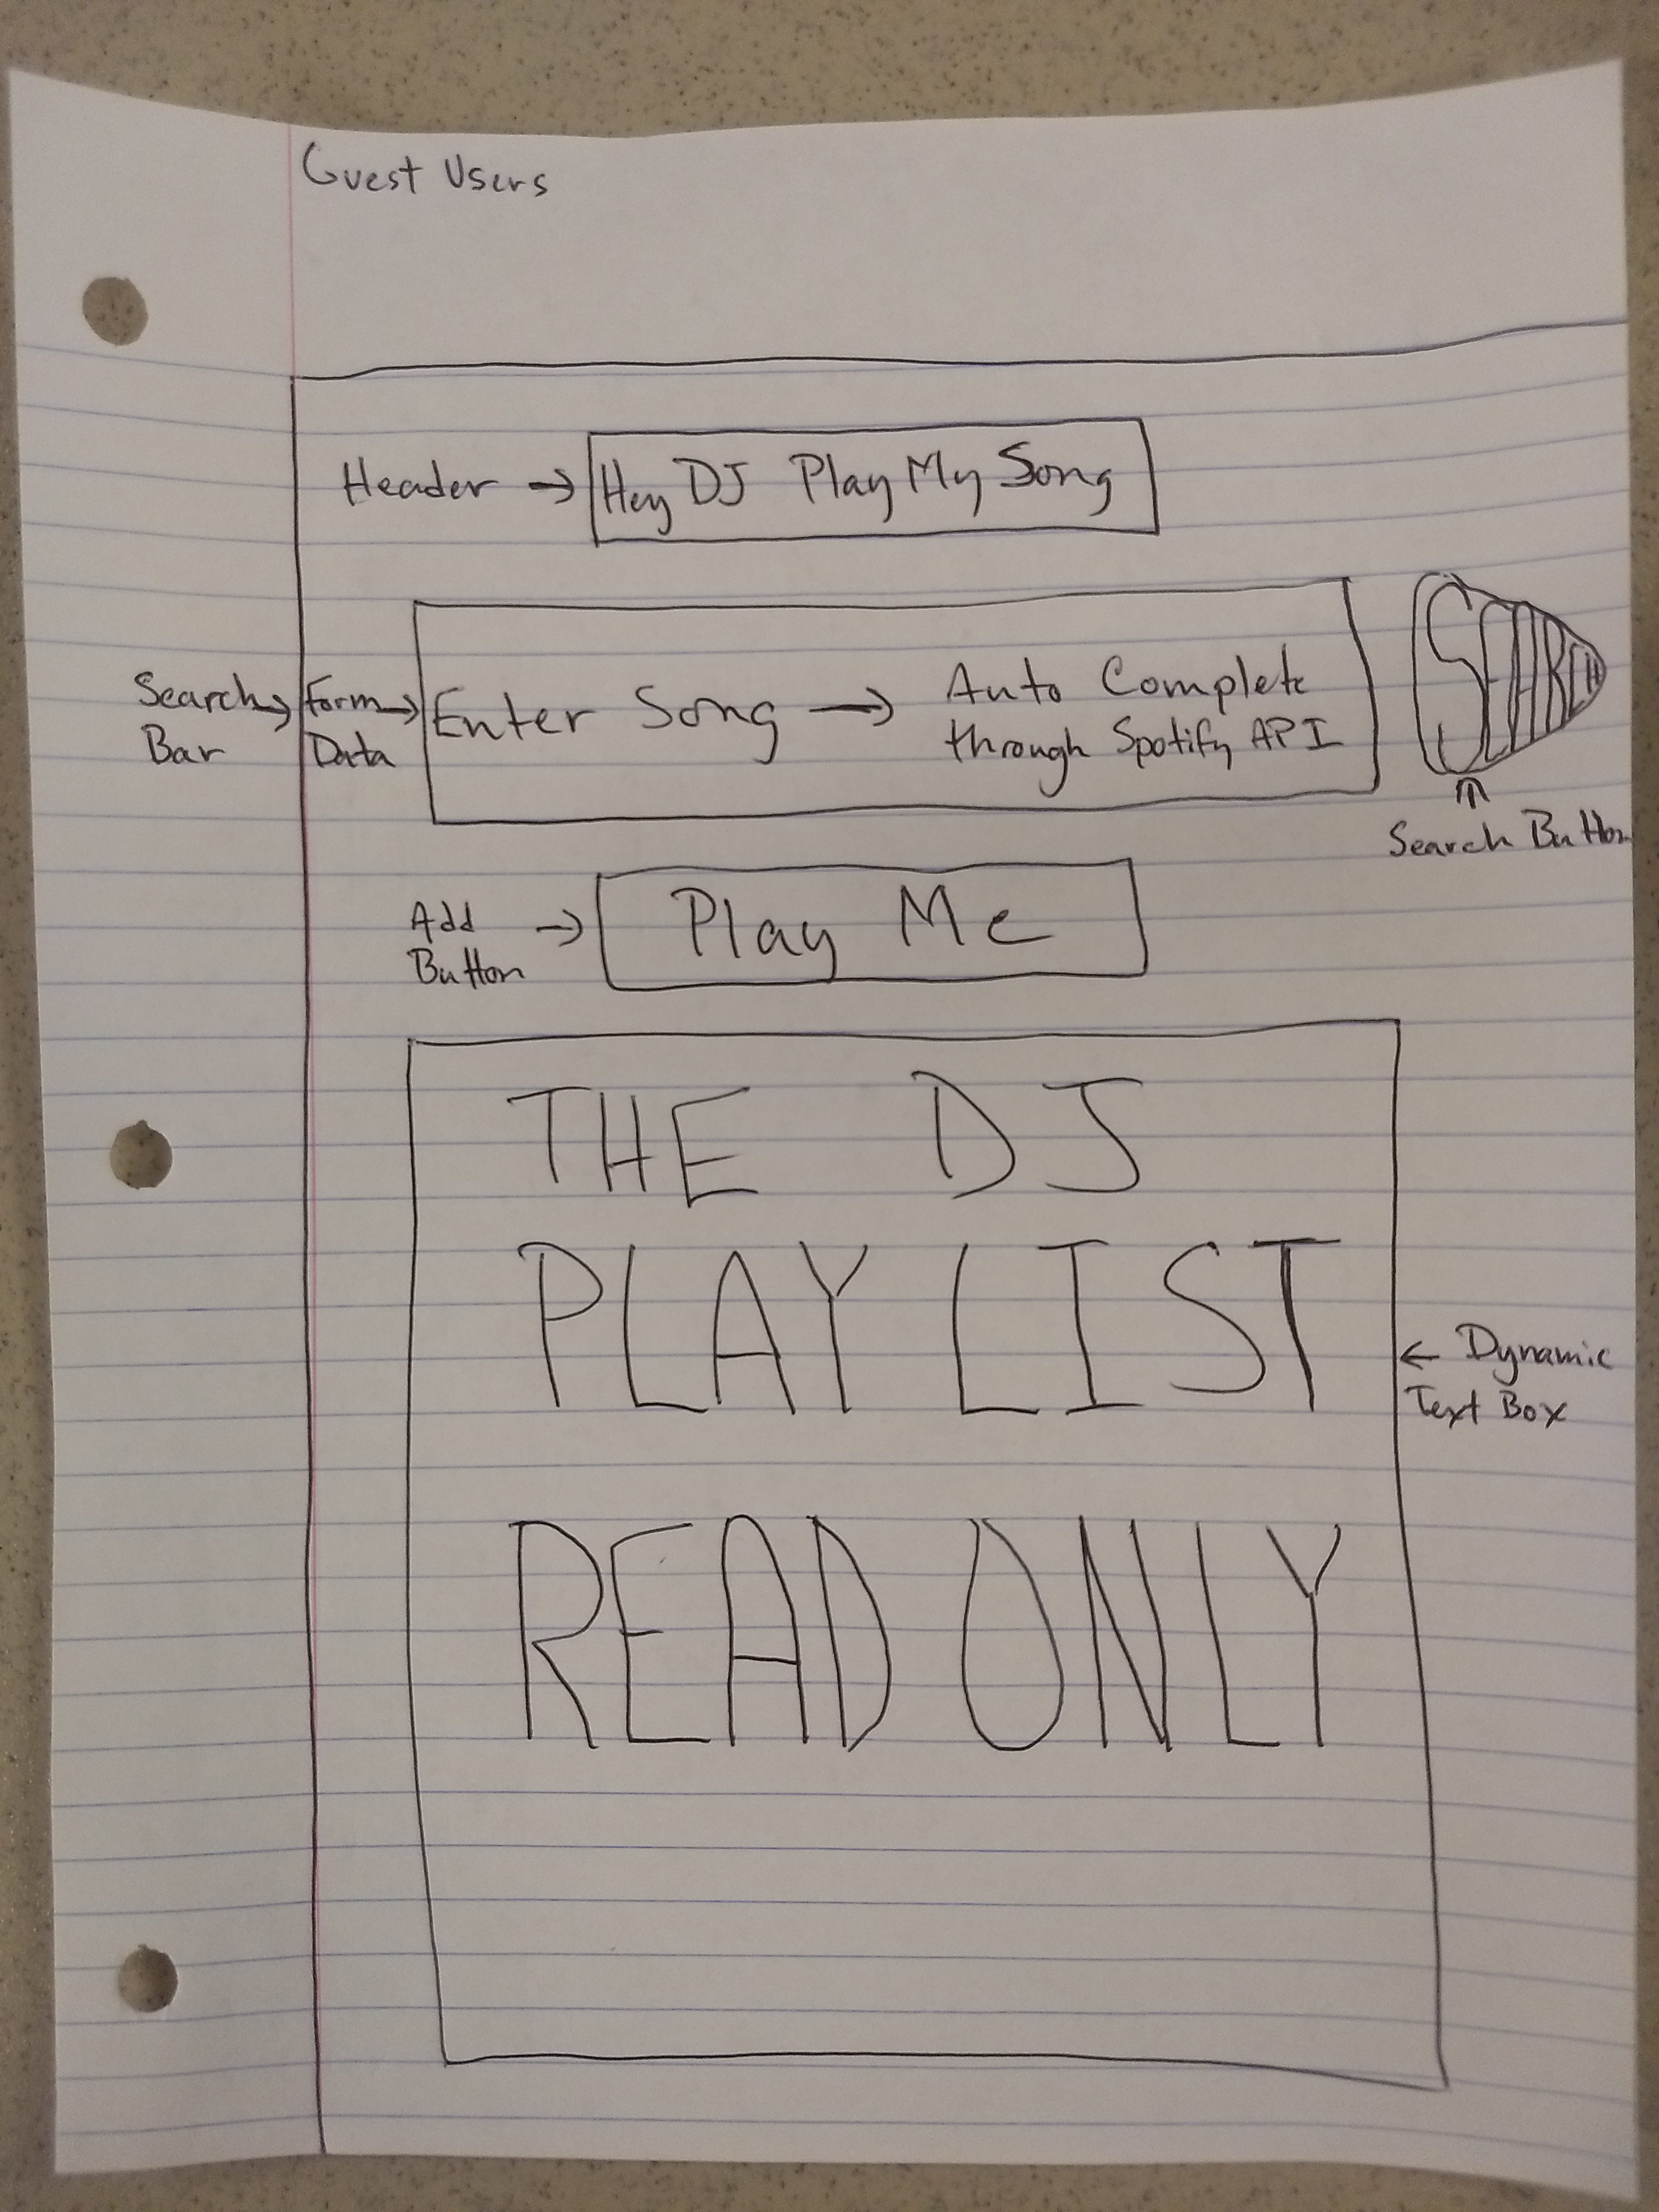 Guest Users
Header → Hey DJ Play My Song
Search → Form → Enter Song → Auto Complete
Bar Data through Spotify API
SEARCH
⇑
Search Button
Add → Play Me
Button
THE DJ
PLAY LIST
← Dynamic
Text Box
READ ONLY